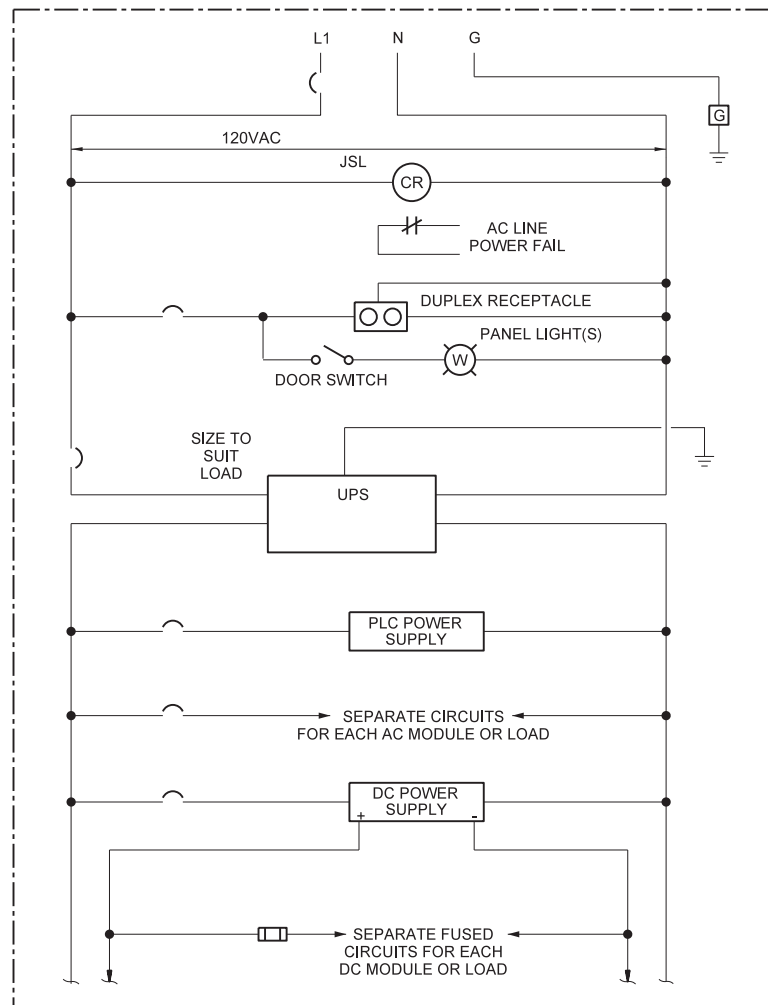 L1 N G
G
120VAC
JSL
CR
AC LINE
POWER FAIL
DUPLEX RECEPTACLE
PANEL LIGHT(S)
W
DOOR SWITCH
SIZE TO
SUIT
LOAD
UPS
PLC POWER
SUPPLY
SEPARATE CIRCUITS
FOR EACH AC MODULE OR LOAD
DC POWER
SUPPLY
+ -
SEPARATE FUSED
CIRCUITS FOR EACH
DC MODULE OR LOAD